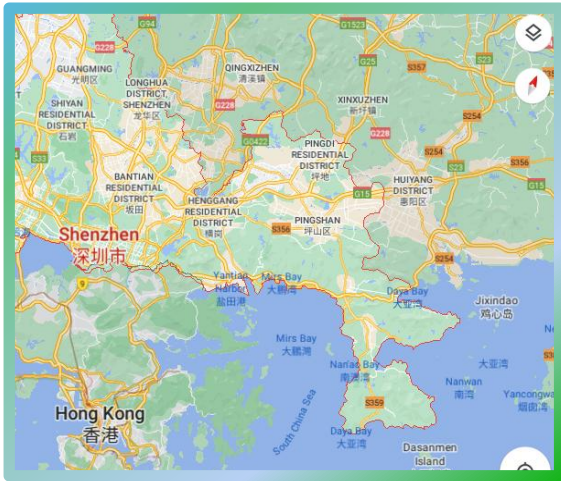 G94
G1523
G228
S23
GUANGMING
光明区
QINGXIZHEN
清溪镇
G25
S357
LONGHUA
DISTRICT,
SHENZHEN
龙华区
SHIYAN
RESIDENTIAL
DISTRICT
石岩
G228
XINXUZHEN
新圩镇
S254
G0422
PINGDI
RESIDENTIAL
DISTRICT
坪地
G228
S254
S33
S23
S356
BANTIAN
RESIDENTIAL
DISTRICT
坂田
HUIYANG
DISTRICT
惠阳区
G15
G15
HENGGANG
RESIDENTIAL
DISTRICT
横岗
PINGSHAN
坪山区
S356
Shenzhen
深圳市
S254
Yantian
Harbor
盐田港
Mirs Bay
大鹏湾
9
Daya Bay
大亚湾
Jixindao
鸡心岛
Mirs Bay
大鹏湾
Nan'ao Bay
南澳湾
大亚湾
Nanwan
南湾
Yancongwa
烟囱湾
S359
Hong Kong
香港
South China Sea
Daya Bay
大亚湾
Dasanmen
Island